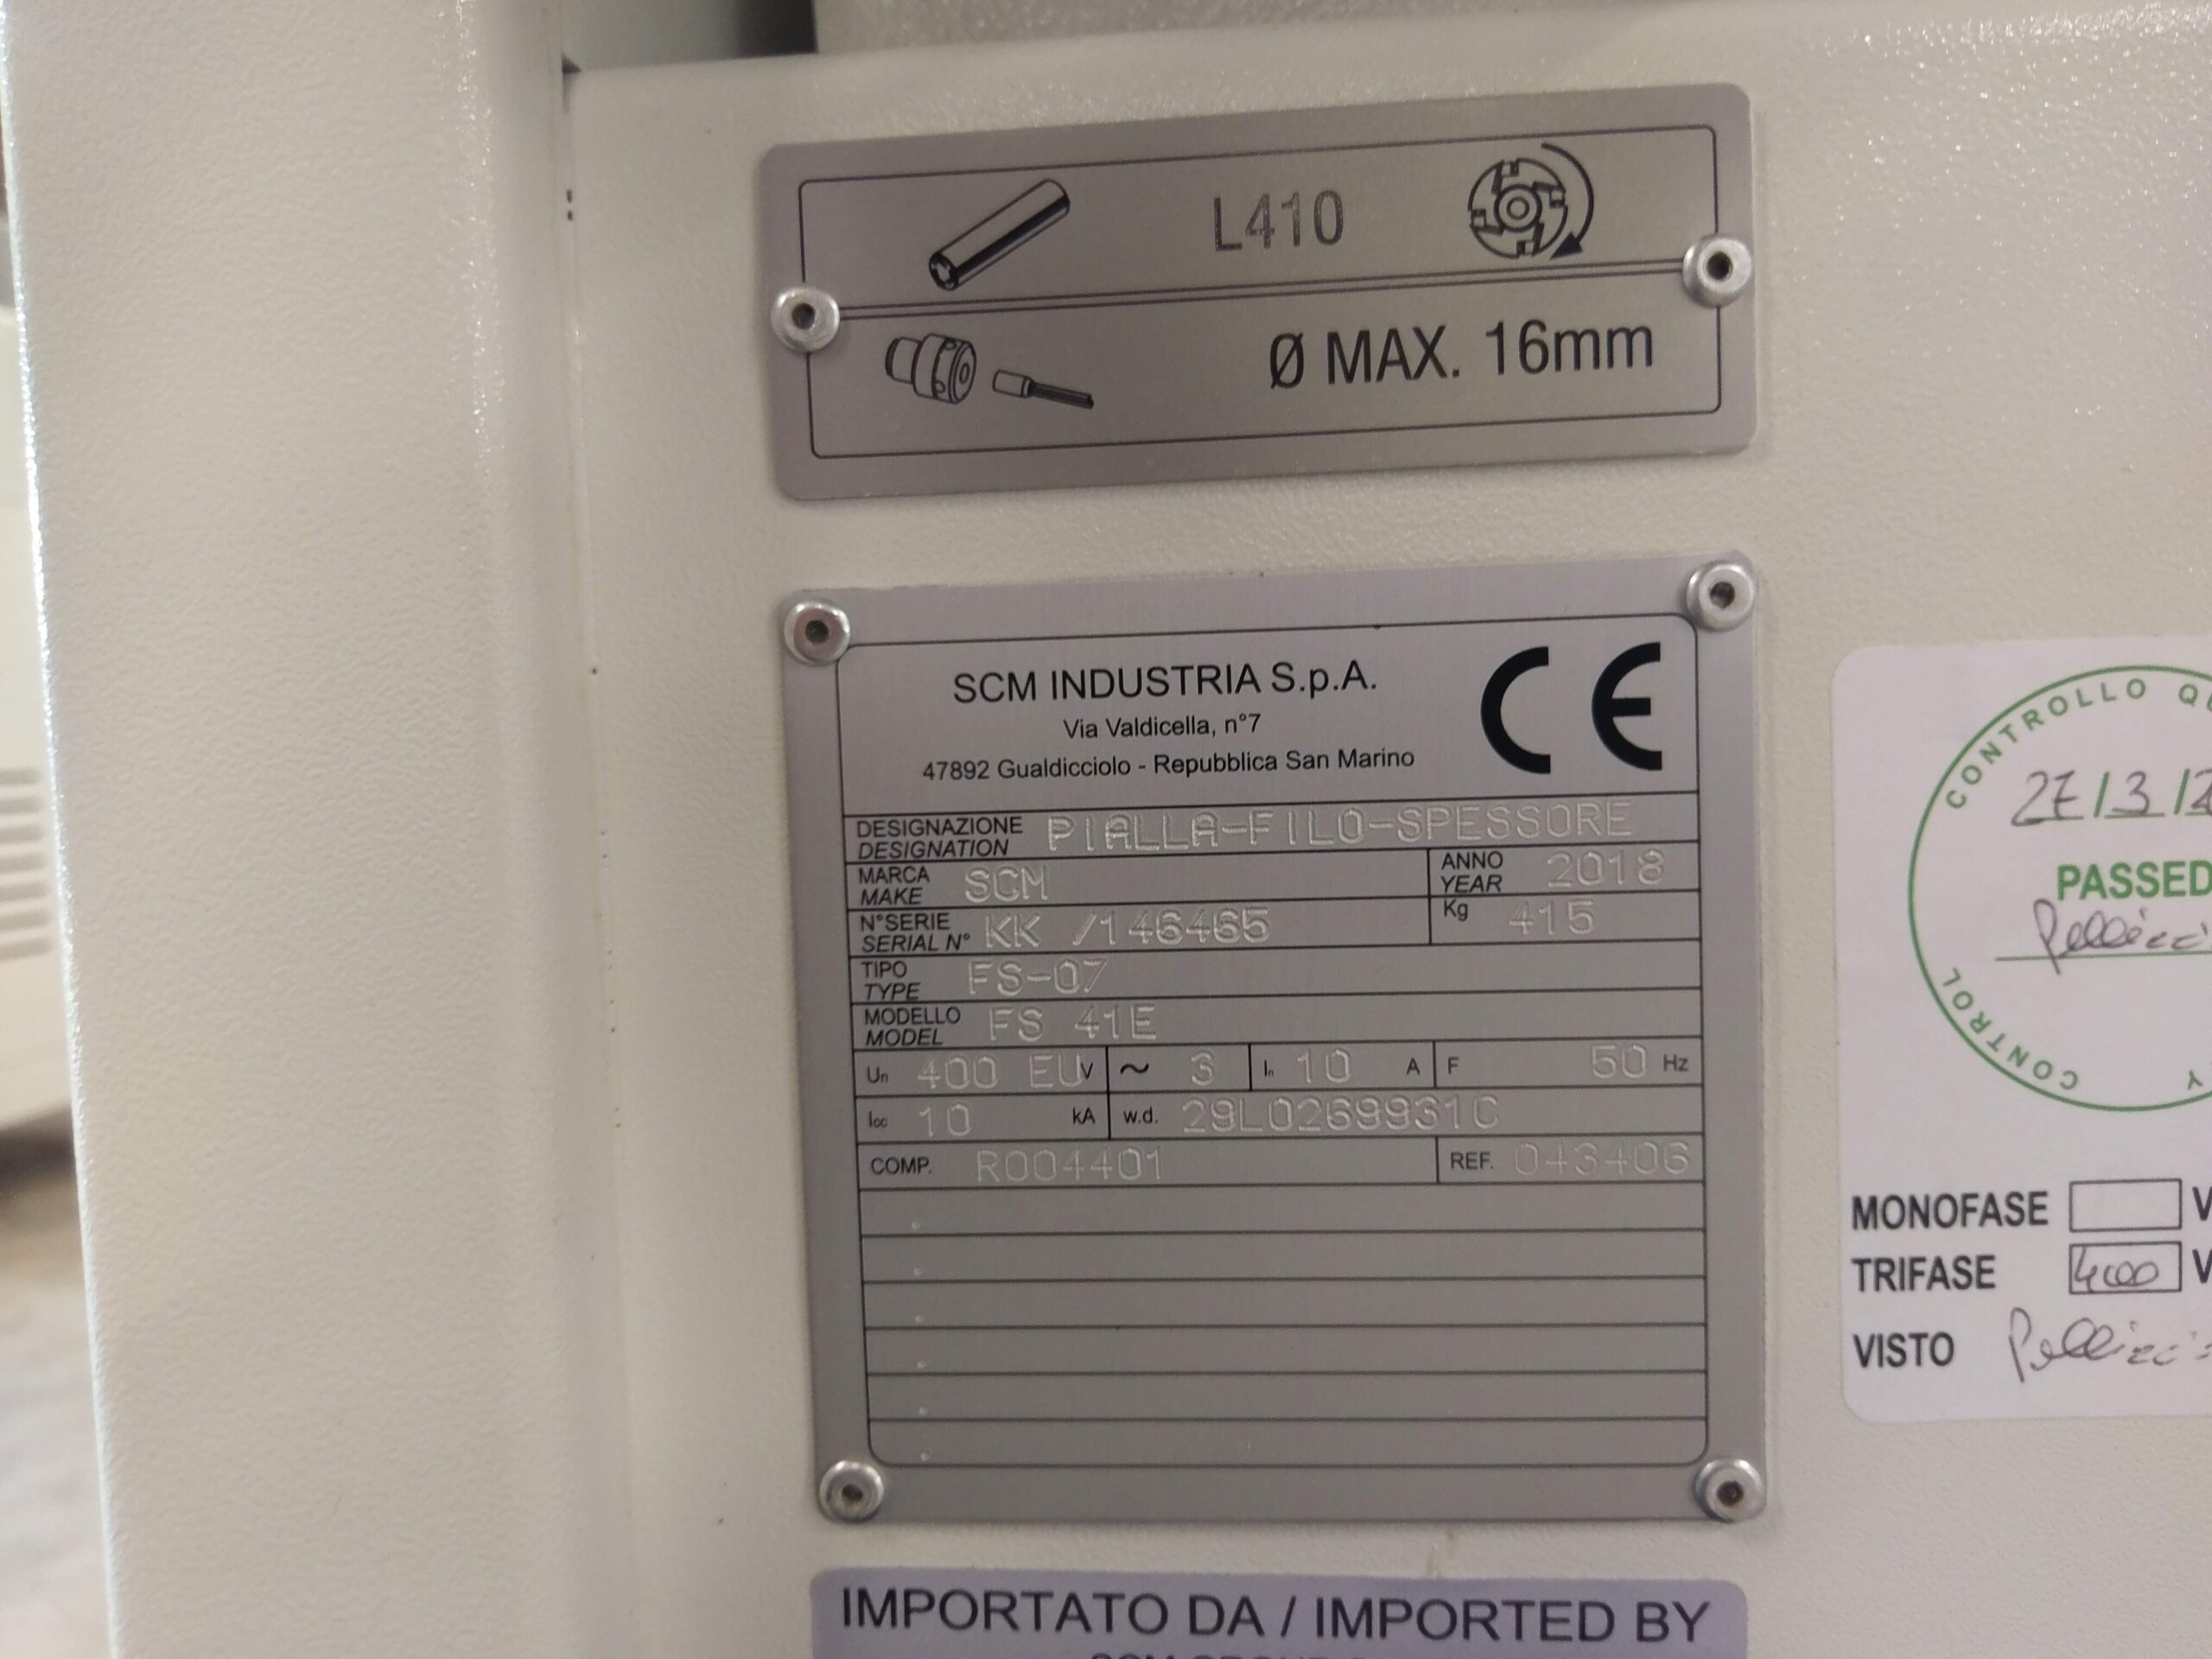 L410
Ø MAX. 16mm
SCM INDUSTRIA S.p.A.
Via Valdicella, n°7
47892 Gualdicciolo - Repubblica San Marino
CE
DESIGNAZIONE
DESIGNATION
PIALLA-FILO-SPESSORE
MARCA
MAKE
SCM
ANNO
YEAR
2018
N°SERIE
SERIAL N°
KK /146465
Kg
415
TIPO
TYPE
FS-07
MODELLO
MODEL
FS 41E
Un 400 EU V ~ 3 In 10 A F 50 Hz
Icc 10 kA w.d. 29L0269931C
COMP. R004401 REF. 043406
IMPORTATO DA / IMPORTED BY
CONTROLLO
PASSED
CONTROL
MONOFASE V
TRIFASE 400 V
VISTO